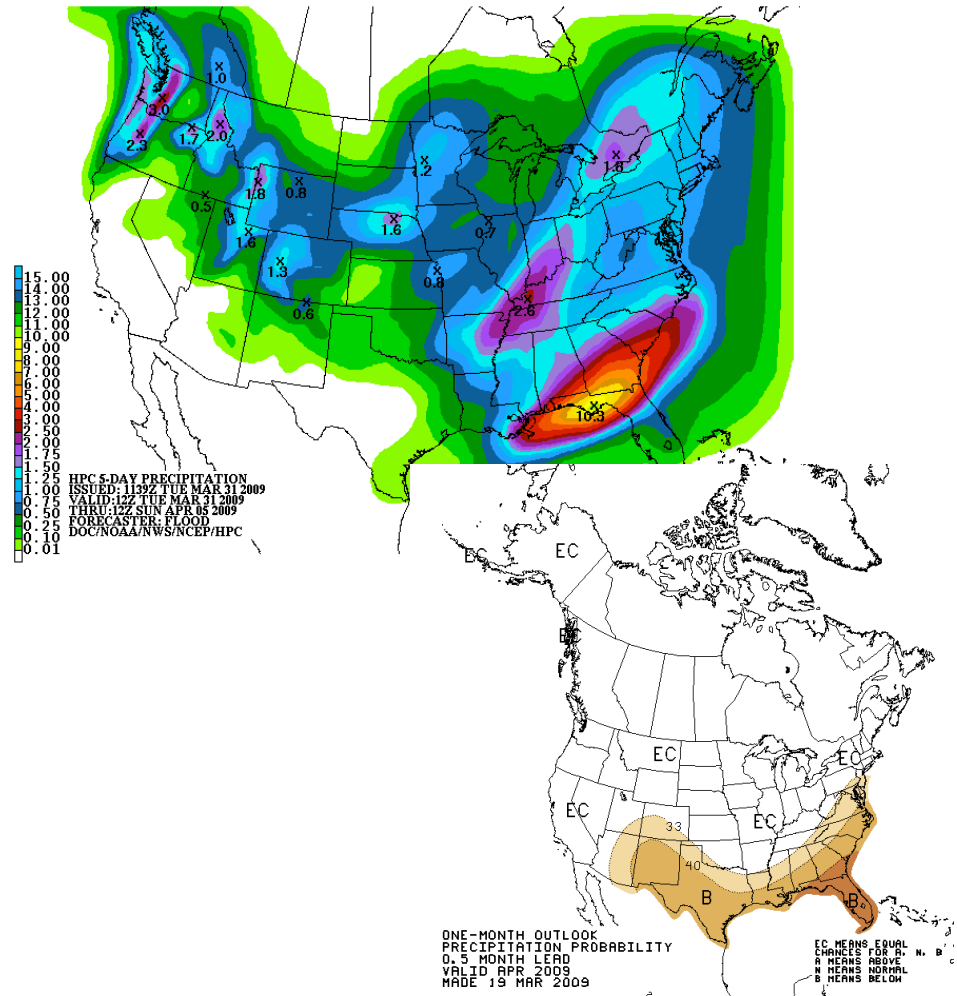 1.0
3.0
2.3
1.7
2.0
1.2
1.8
1.8
0.8
0.5
1.6
0.7
1.6
1.3
0.8
0.6
2.6
10.3
15.00
14.00
13.00
12.00
11.00
10.00
9.00
8.00
7.00
6.00
5.00
4.00
3.00
2.50
2.00
1.75
1.50
1.25
1.00
0.75
0.50
0.25
0.10
0.01
HPC 5-DAY PRECIPITATION
ISSUED: 1139Z TUE MAR 31 2009
VALID: 12Z TUE MAR 31 2009
THRU: 12Z SUN APR 05 2009
FORECASTER: FLOOD
DOC/NOAA/NWS/NCEP/HPC
EC
EC
EC
EC
EC
EC
EC
33
40
B
B
ONE-MONTH OUTLOOK
PRECIPITATION PROBABILITY
0.5 MONTH LEAD
VALID APR 2009
MADE 19 MAR 2009
EC MEANS EQUAL
CHANCES FOR A, N, B
A MEANS ABOVE
N MEANS NORMAL
B MEANS BELOW